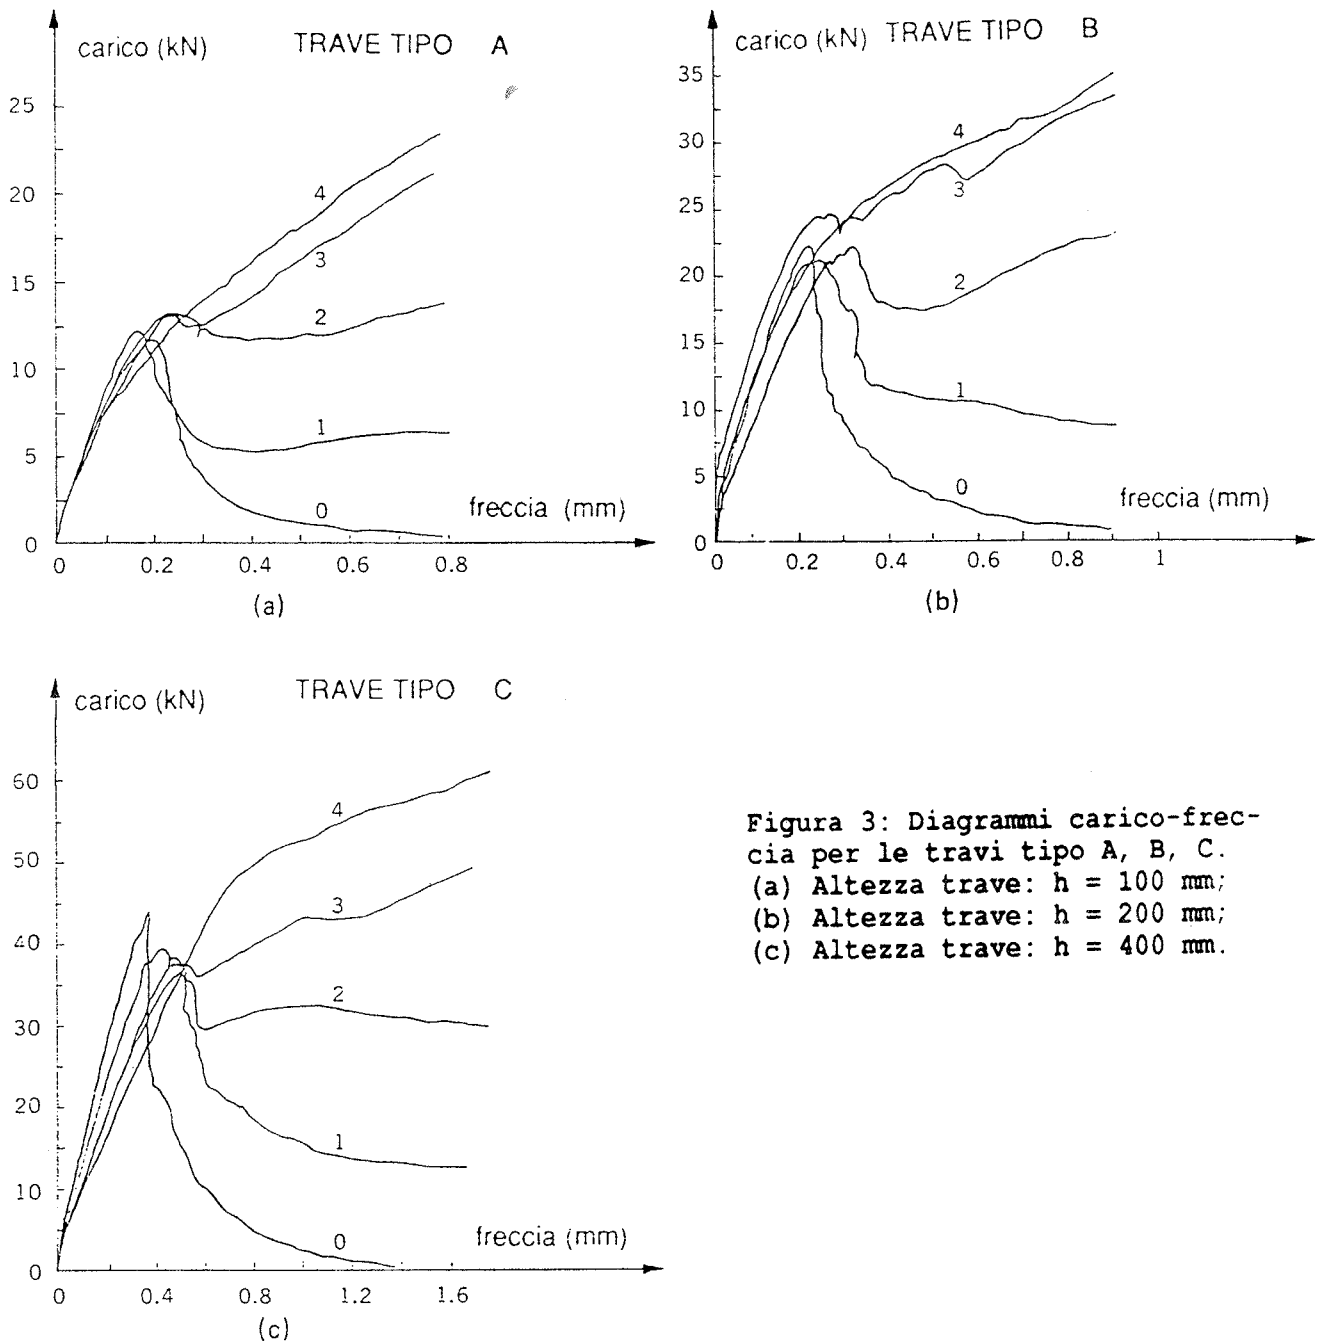 carico (kN) TRAVE TIPO A
25
20
15
10
5
0
4
3
2
1
0
freccia (mm)
0 0.2 0.4 0.6 0.8
(a)
carico (kN) TRAVE TIPO B
35
30
25
20
15
10
5
0
4
3
2
1
0
freccia (mm)
0 0.2 0.4 0.6 0.8 1
(b)
carico (kN) TRAVE TIPO C
60
50
40
30
20
10
0
4
3
2
1
0
freccia (mm)
0 0.4 0.8 1.2 1.6
(c)
Figura 3: Diagrammi carico-frec-
cia per le travi tipo A, B, C.
(a) Altezza trave: h = 100 mm;
(b) Altezza trave: h = 200 mm;
(c) Altezza trave: h = 400 mm.